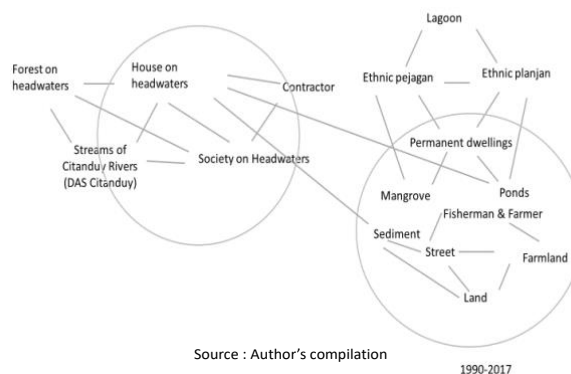 Lagoon
Forest on
headwaters
House on
headwaters
Contractor
Ethnic pejagan
Ethnic planjan
Streams of
Citanduy Rivers
(DAS Citanduy)
Society on Headwaters
Permanent dwellings
Mangrove
Ponds
Fisherman & Farmer
Sediment
Street
Farmland
Land
Source : Author's compilation
1990-2017